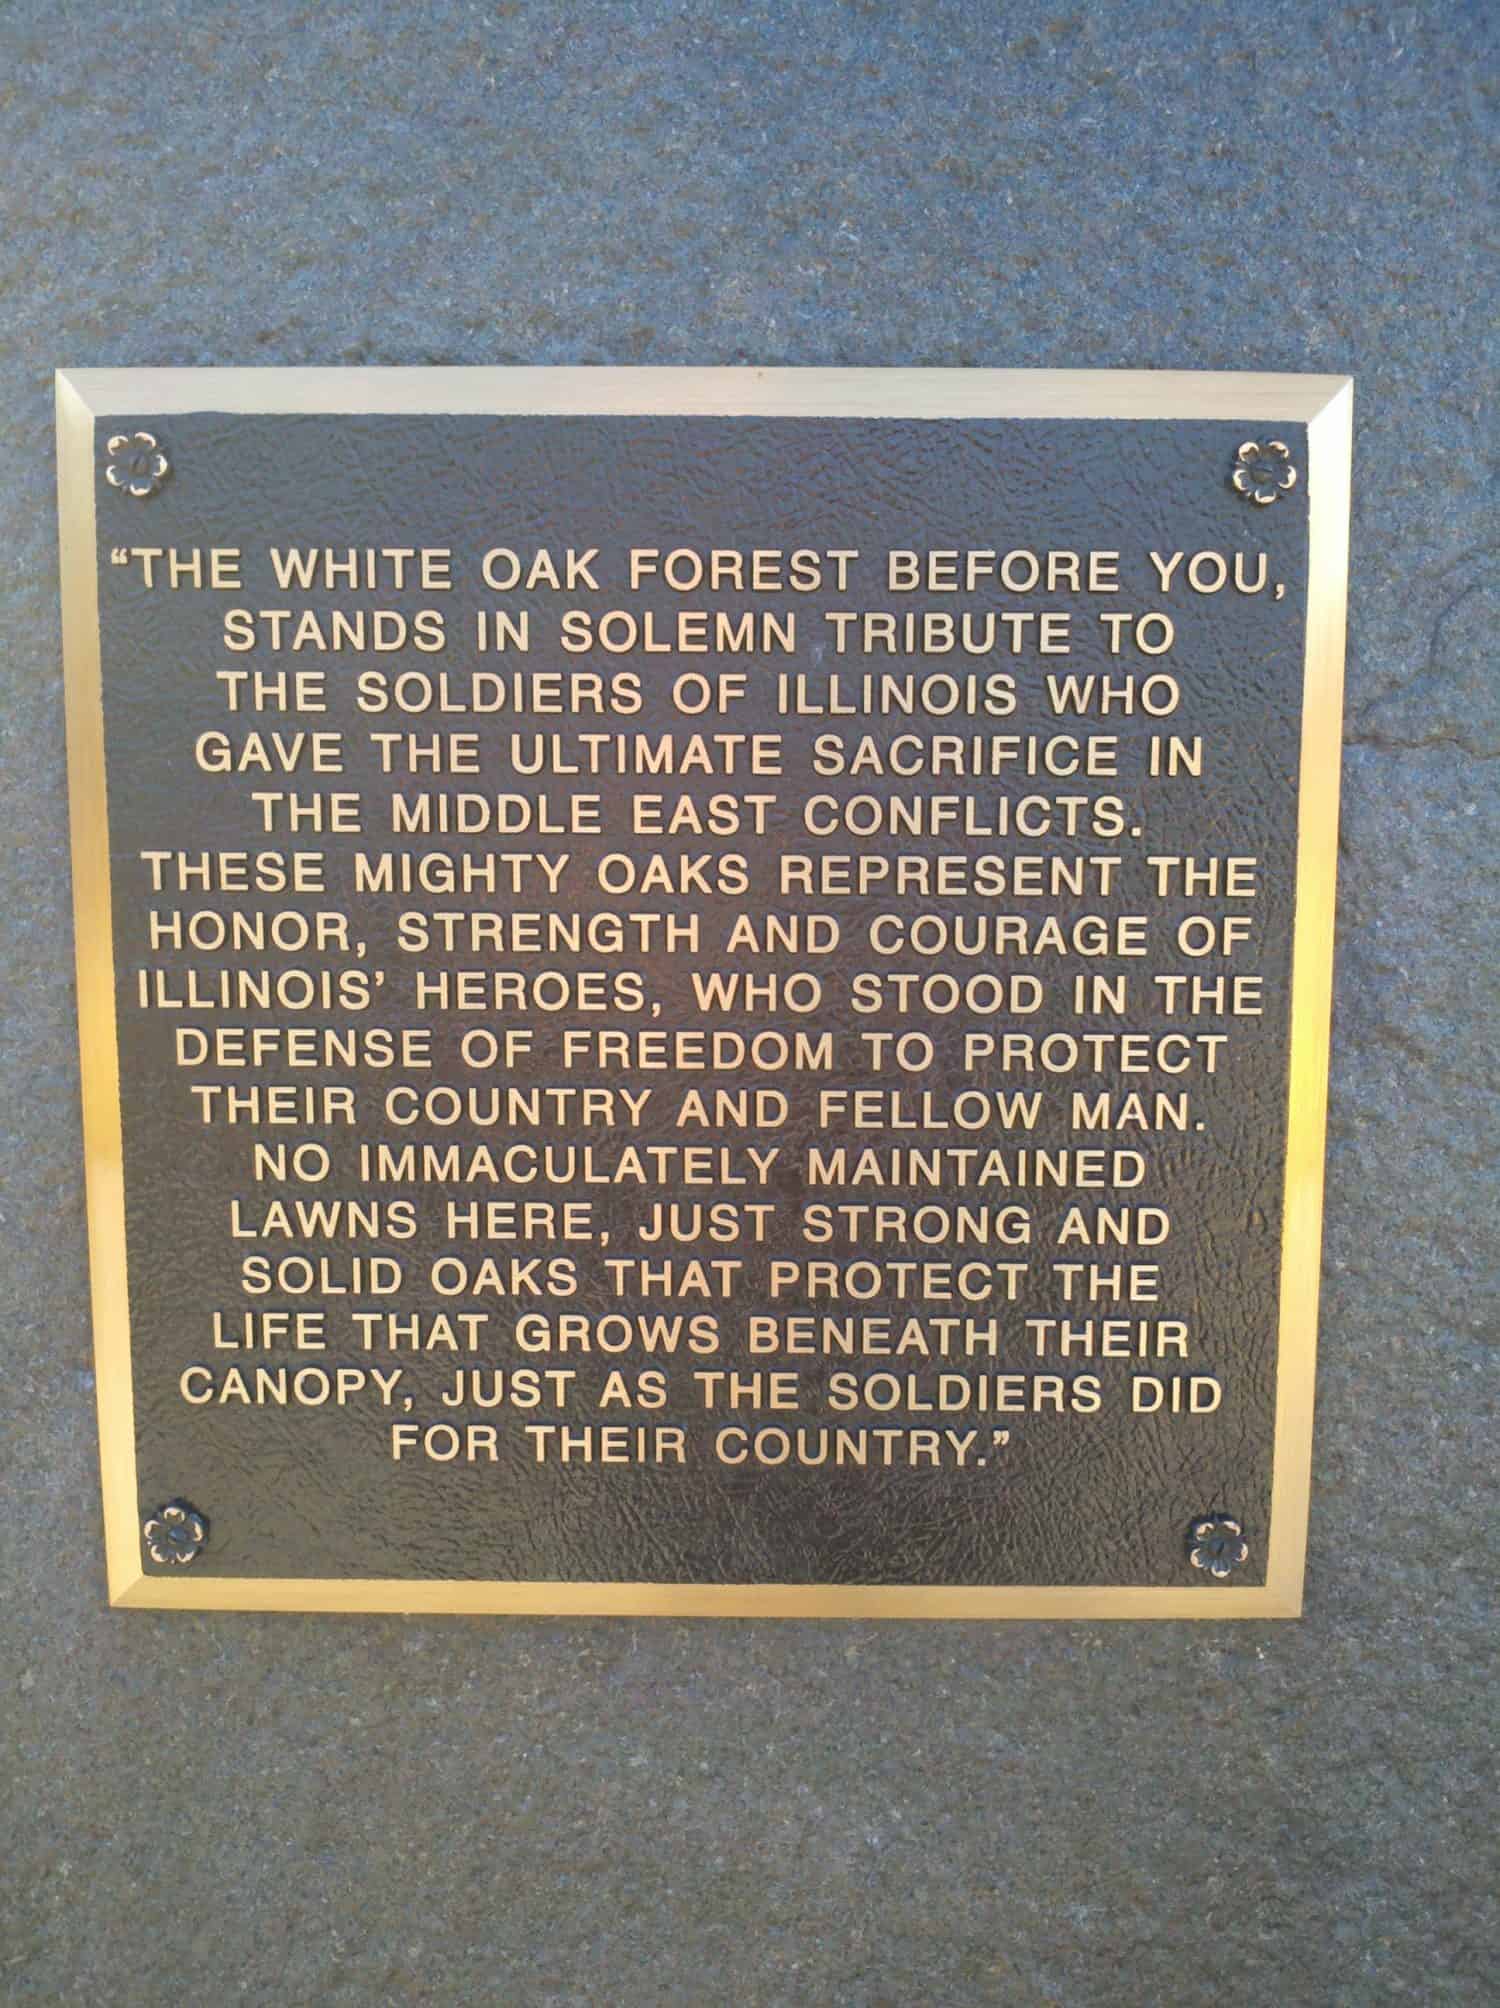 “THE WHITE OAK FOREST BEFORE YOU,
STANDS IN SOLEMN TRIBUTE TO
THE SOLDIERS OF ILLINOIS WHO
GAVE THE ULTIMATE SACRIFICE IN
THE MIDDLE EAST CONFLICTS.
THESE MIGHTY OAKS REPRESENT THE
HONOR, STRENGTH AND COURAGE OF
ILLINOIS’ HEROES, WHO STOOD IN THE
DEFENSE OF FREEDOM TO PROTECT
THEIR COUNTRY AND FELLOW MAN.
NO IMMACULATELY MAINTAINED
LAWNS HERE, JUST STRONG AND
SOLID OAKS THAT PROTECT THE
LIFE THAT GROWS BENEATH THEIR
CANOPY, JUST AS THE SOLDIERS DID
FOR THEIR COUNTRY.”